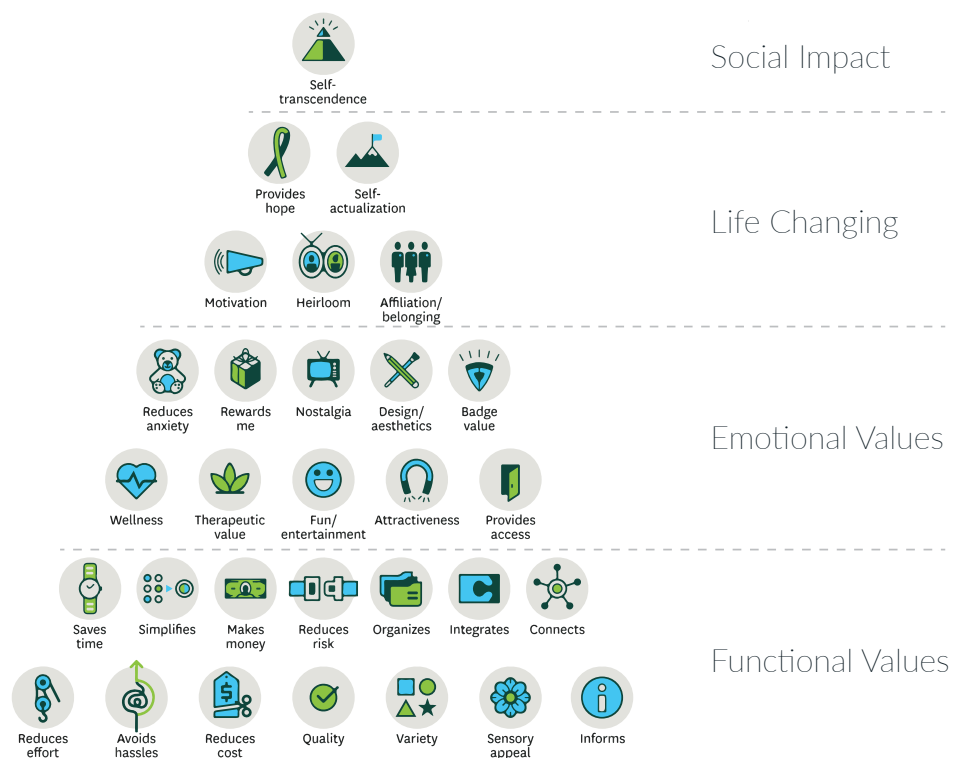 Self-
transcendence
Social Impact
Provides
hope
Self-
actualization
Life Changing
Motivation
Heirloom
Affiliation/
belonging
Reduces
anxiety
Rewards
me
Nostalgia
Design/
aesthetics
Badge
value
Emotional Values
Wellness
Therapeutic
value
Fun/
entertainment
Attractiveness
Provides
access
Saves
time
Simplifies
Makes
money
Reduces
risk
Organizes
Integrates
Connects
Functional Values
Reduces
effort
Avoids
hassles
$
Reduces
cost
Quality
Variety
Sensory
appeal
i
Informs